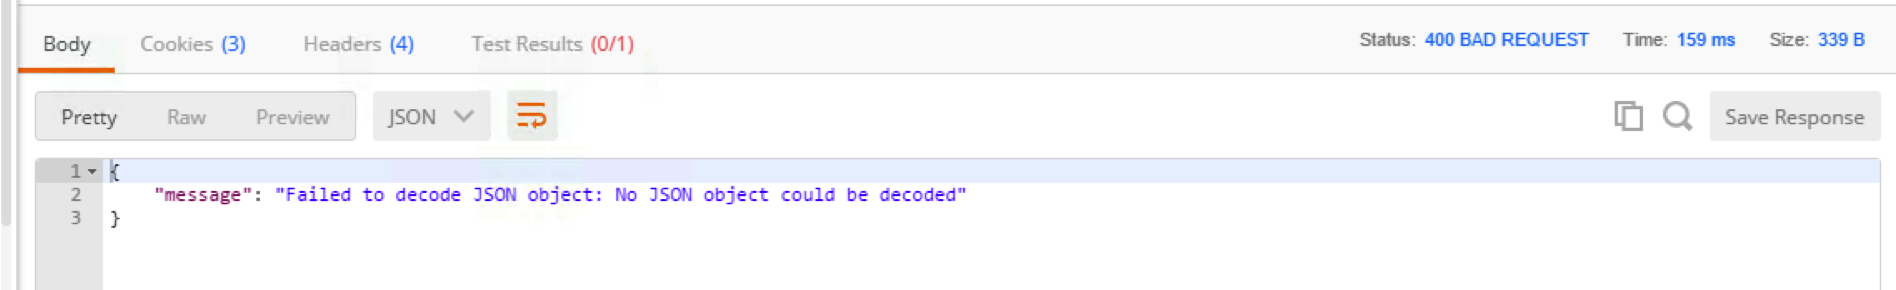 Body Cookies (3) Headers (4) Test Results (0/1) Status: 400 BAD REQUEST Time: 159 ms Size: 339 B
Pretty Raw Preview JSON Save Response
1 {
2 "message": "Failed to decode JSON object: No JSON object could be decoded"
3 }